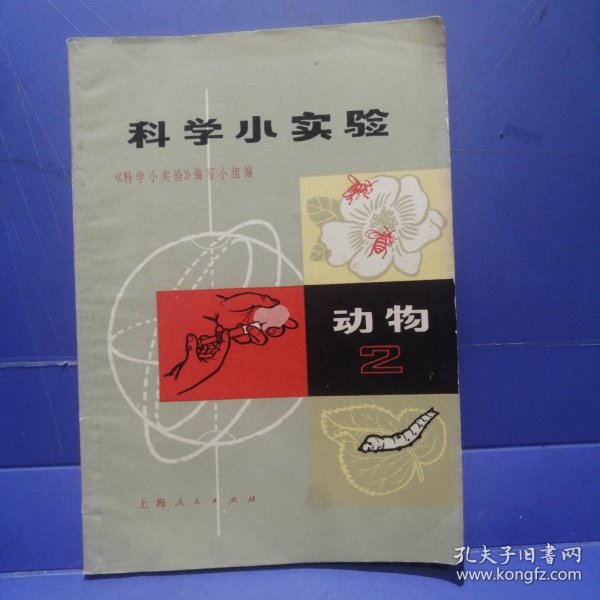 科学小实验
《科学小实验》编写小组编
动物
2
上海人民出版社
孔夫子旧书网
www.kongfz.com